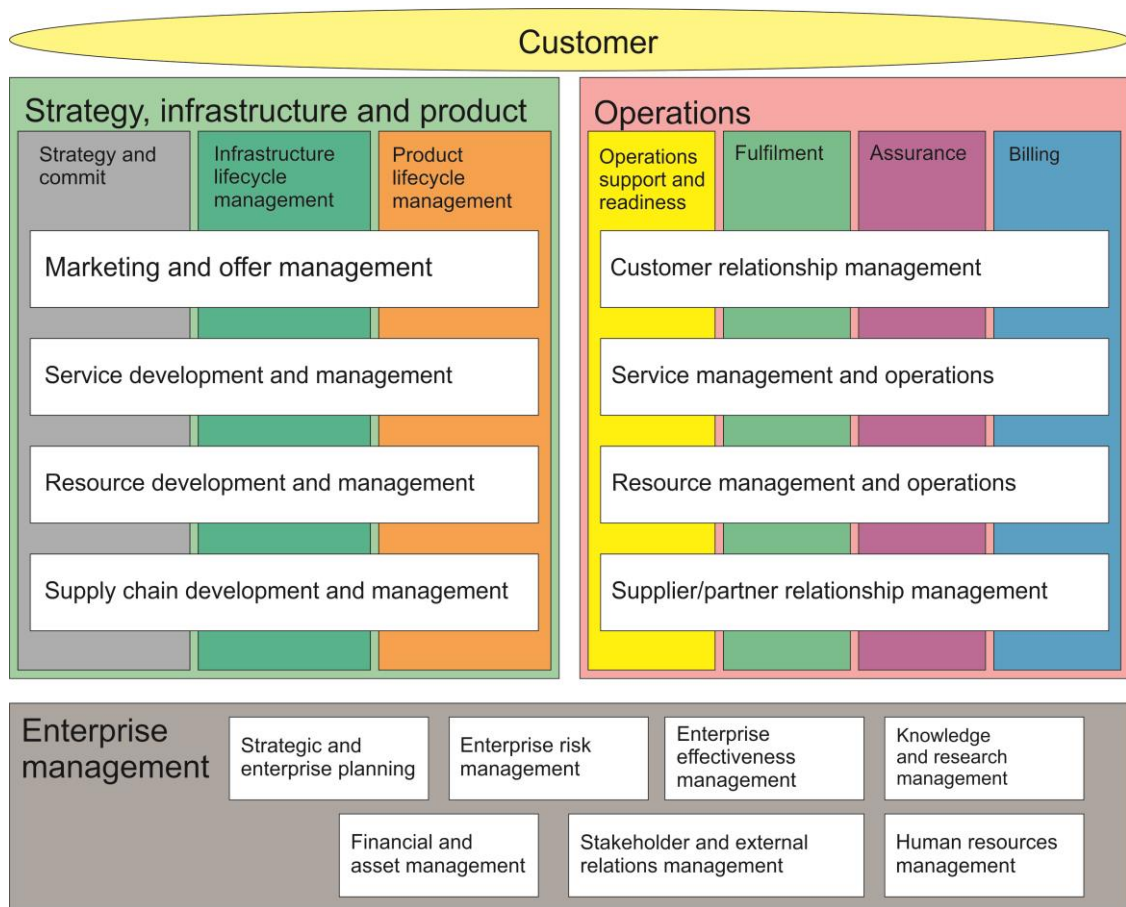 Customer
Strategy, infrastructure and product
Strategy and
commit
Infrastructure
lifecycle
management
Product
lifecycle
management
Marketing and offer management
Service development and management
Resource development and management
Supply chain development and management
Operations
Operations
support and
readiness
Fulfilment
Assurance
Billing
Customer relationship management
Service management and operations
Resource management and operations
Supplier/partner relationship management
Enterprise
management
Strategic and
enterprise planning
Enterprise risk
management
Enterprise
effectiveness
management
Knowledge
and research
management
Financial and
asset management
Stakeholder and external
relations management
Human resources
management